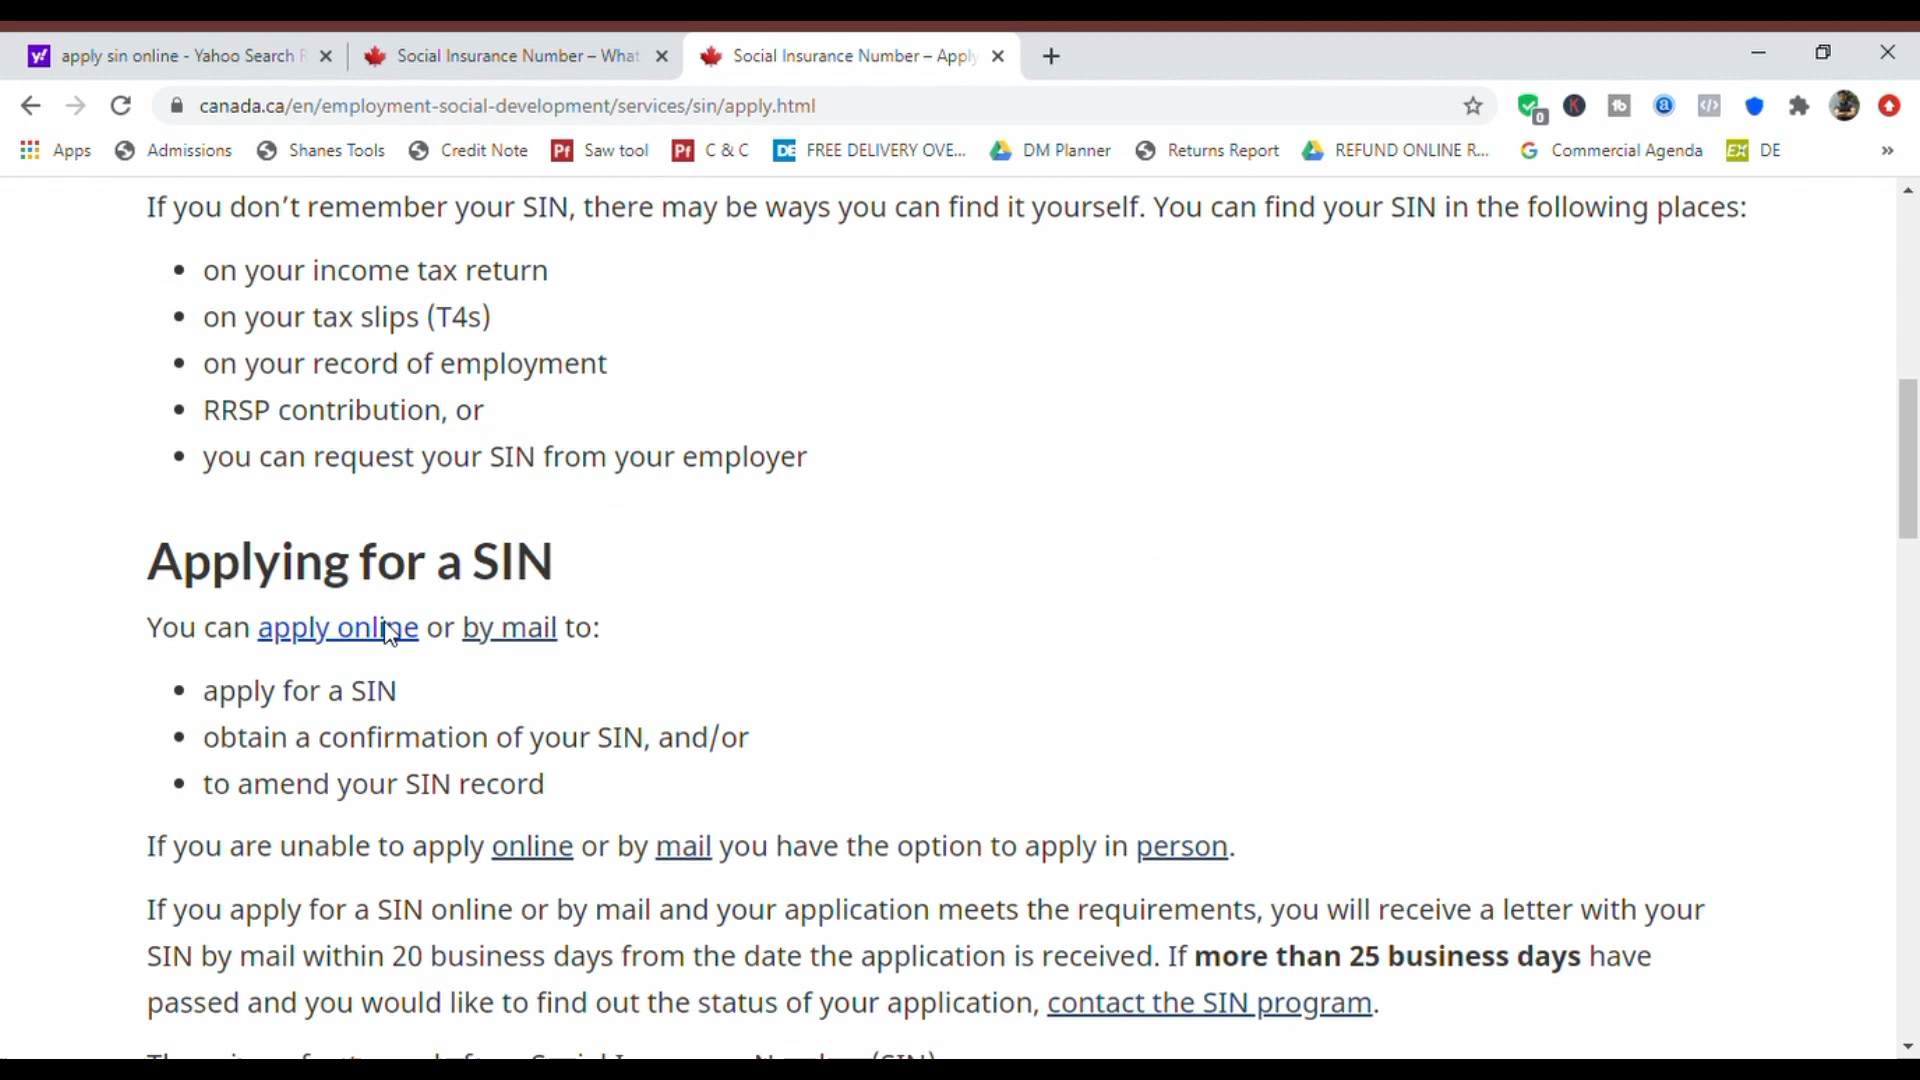 apply sin online - Yahoo Search R
Social Insurance Number – What
Social Insurance Number – Apply
canada.ca/en/employment-social-development/services/sin/apply.html
Apps Admissions Shanes Tools Credit Note Pf Saw tool Pf C & C DE FREE DELIVERY OVE... DM Planner Returns Report REFUND ONLINE R... Commercial Agenda EX DE »
If you don't remember your SIN, there may be ways you can find it yourself. You can find your SIN in the following places:
• on your income tax return
• on your tax slips (T4s)
• on your record of employment
• RRSP contribution, or
• you can request your SIN from your employer
Applying for a SIN
You can apply online or by mail to:
• apply for a SIN
• obtain a confirmation of your SIN, and/or
• to amend your SIN record
If you are unable to apply online or by mail you have the option to apply in person.
If you apply for a SIN online or by mail and your application meets the requirements, you will receive a letter with your
SIN by mail within 20 business days from the date the application is received. If more than 25 business days have
passed and you would like to find out the status of your application, contact the SIN program.